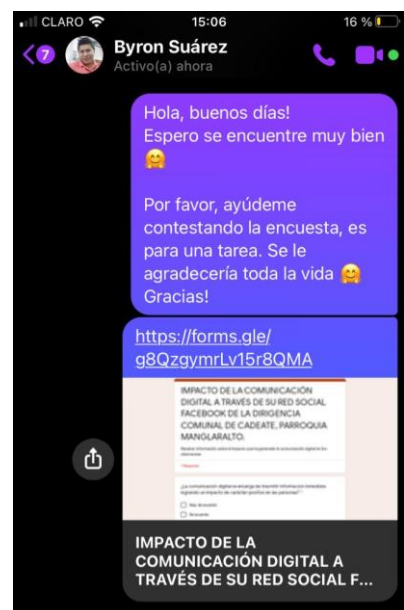 CLARO 15:06 16 %
7 Byron Suárez
Activo(a) ahora
Hola, buenos días!
Espero se encuentre muy bien
🤗
Por favor, ayúdeme
contestando la encuesta, es
para una tarea. Se le
agradecería toda la vida 🤗
Gracias!
https://forms.gle/
g8QzgymrLv15r8QMA
IMPACTO DE LA COMUNICACIÓN
DIGITAL A TRAVÉS DE SU RED SOCIAL
FACEBOOK DE LA DIRIGENCIA
COMUNAL DE CADEATE, PARROQUIA
MANGLARALTO.
IMPACTO DE LA
COMUNICACIÓN DIGITAL A
TRAVÉS DE SU RED SOCIAL F...